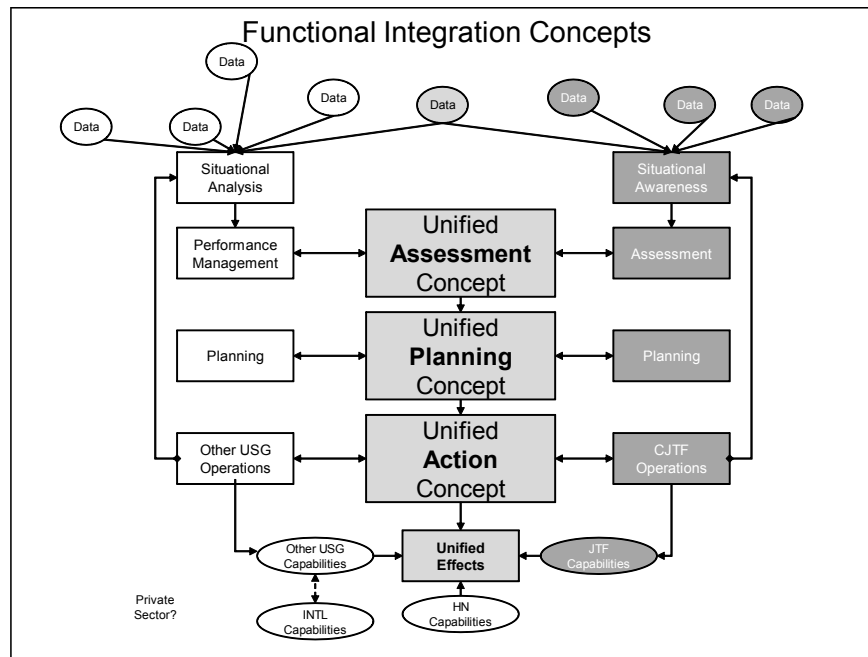 Functional Integration Concepts
Data
Data
Data
Data
Data
Data
Data
Data
Situational
Analysis
Situational
Awareness
Unified
Assessment
Concept
Performance
Management
Assessment
Unified
Planning
Concept
Planning
Planning
Unified
Action
Concept
Other USG
Operations
CJTF
Operations
Other USG
Capabilities
Unified
Effects
JTF
Capabilities
Private
Sector?
INTL
Capabilities
HN
Capabilities